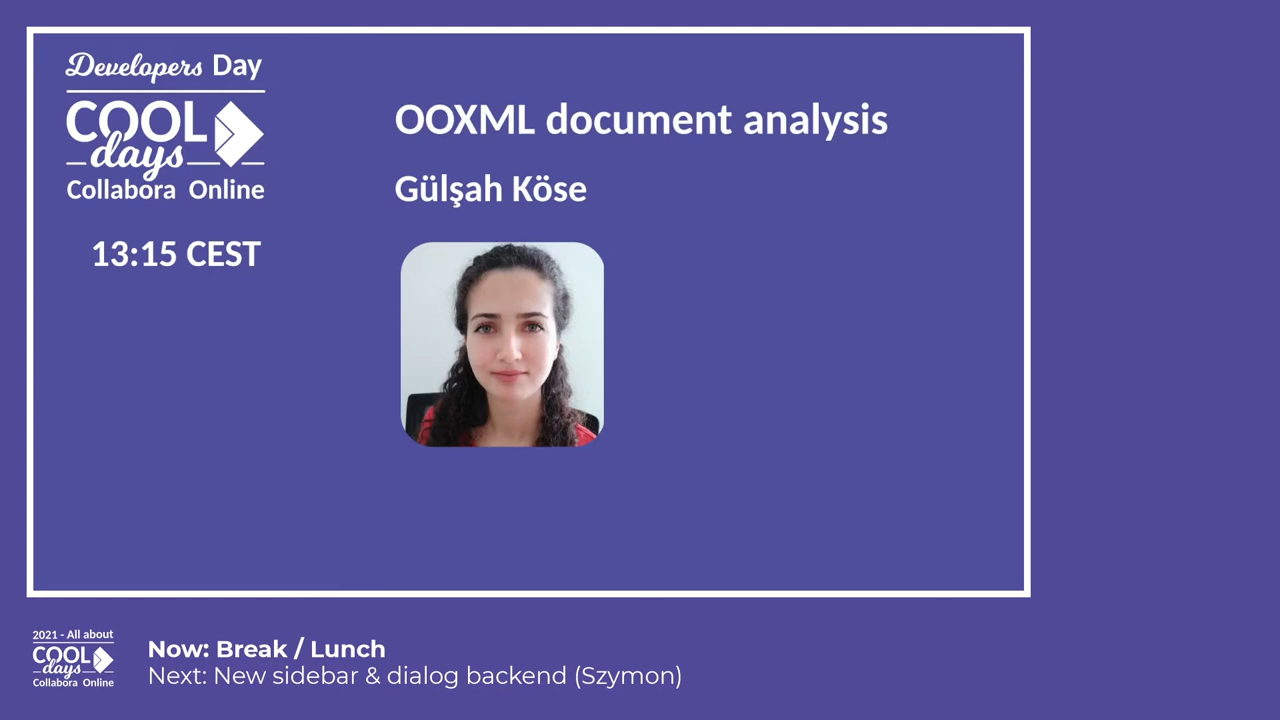 Developers Day
COOL
days
Collabora Online
13:15 CEST
OOXML document analysis
Gülşah Köse
2021 - All about
COOL
days
Collabora Online
Now: Break / Lunch
Next: New sidebar & dialog backend (Szymon)